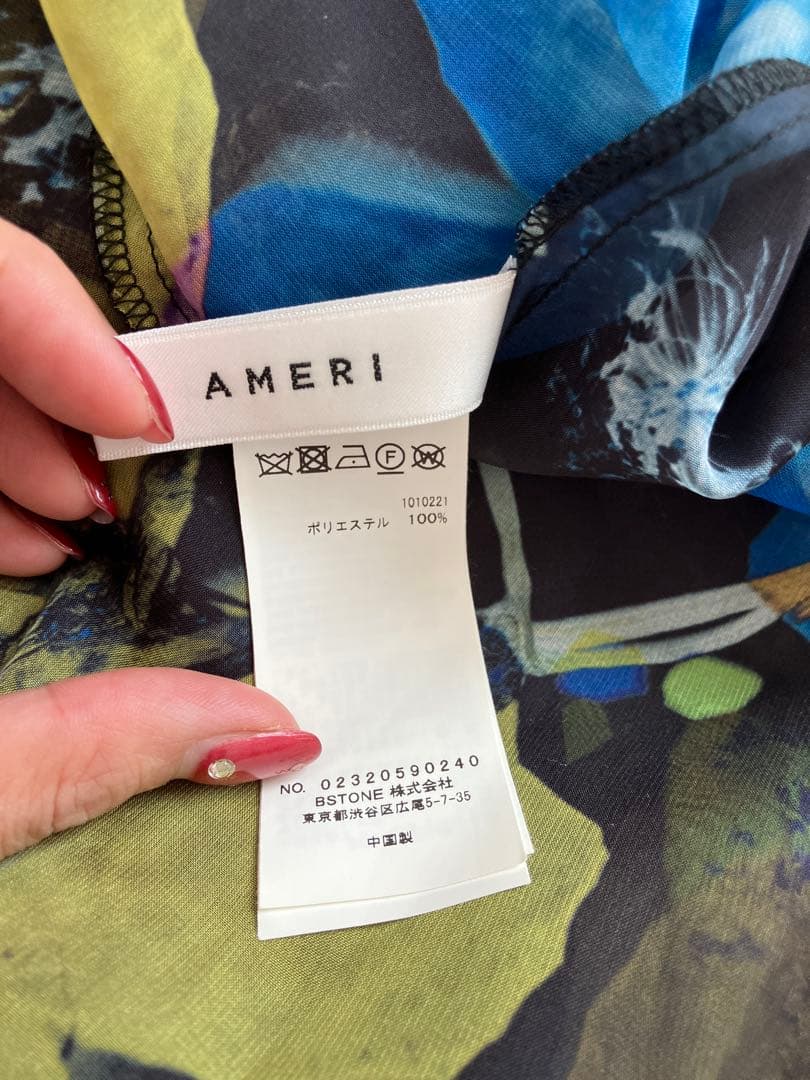 AMERI
F W
1010221
ポリエステル 100%
NO. 02320590240
BSTONE 株式会社
東京都渋谷区広尾5-7-35
中国製